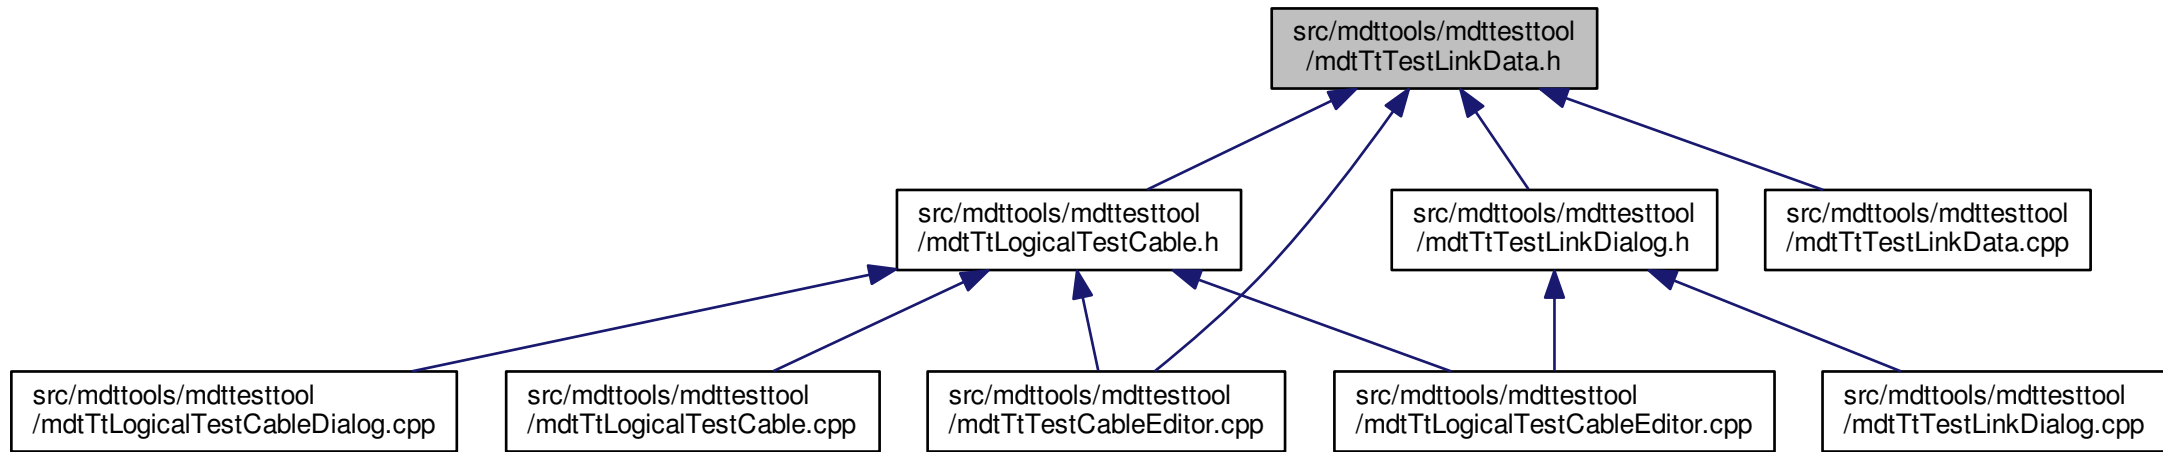 src/mdttools/mdttesttool
/mdtTtTestLinkData.h
src/mdttools/mdttesttool
/mdtTtLogicalTestCable.h
src/mdttools/mdttesttool
/mdtTtTestLinkDialog.h
src/mdttools/mdttesttool
/mdtTtTestLinkData.cpp
src/mdttools/mdttesttool
/mdtTtLogicalTestCableDialog.cpp
src/mdttools/mdttesttool
/mdtTtLogicalTestCable.cpp
src/mdttools/mdttesttool
/mdtTtTestCableEditor.cpp
src/mdttools/mdttesttool
/mdtTtLogicalTestCableEditor.cpp
src/mdttools/mdttesttool
/mdtTtTestLinkDialog.cpp